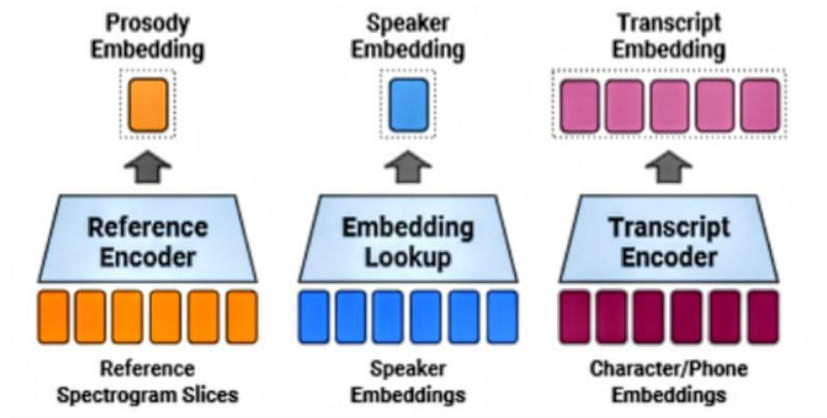 Prosody
Embedding
Speaker
Embedding
Transcript
Embedding
Reference
Encoder
Embedding
Lookup
Transcript
Encoder
Reference
Spectrogram Slices
Speaker
Embeddings
Character/Phone
Embeddings